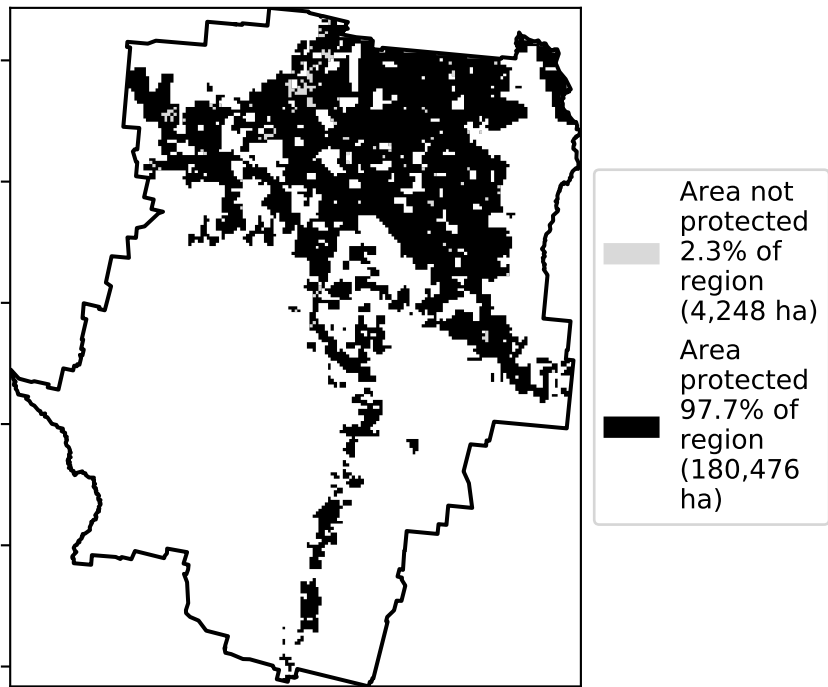 Area not
protected
2.3% of
region
(4,248 ha)
Area
protected
97.7% of
region
(180,476
ha)